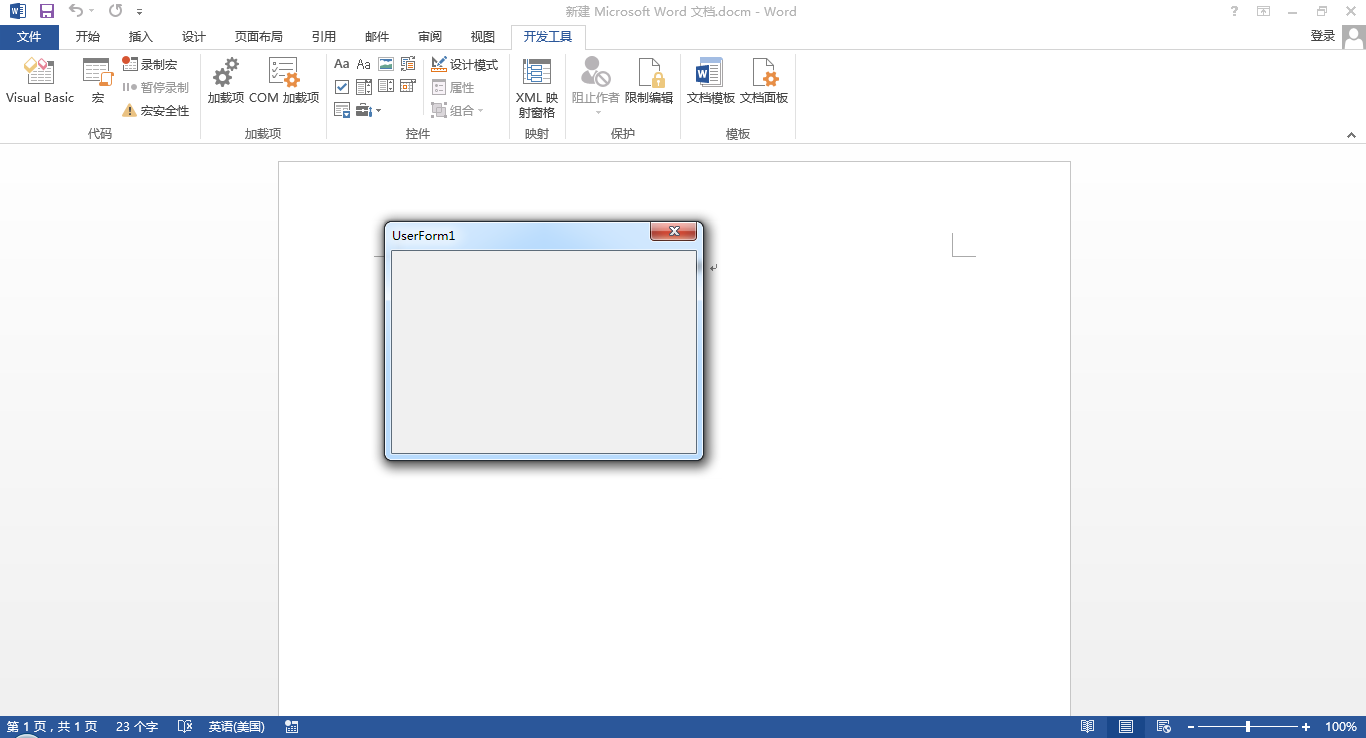 新建 Microsoft Word 文档.docm - Word
文件 开始 插入 设计 页面布局 引用 邮件 审阅 视图 开发工具 登录
Visual Basic
宏
录制宏
暂停录制
宏安全性
代码
加载项
COM 加载项
加载项
Aa Aa
设计模式
属性
组合
控件
XML 映
射窗格
映射
阻止作者
限制编辑
保护
文档模板
文档面板
模板
UserForm1
第 1 页，共 1 页 23 个字 英语(美国) 100%